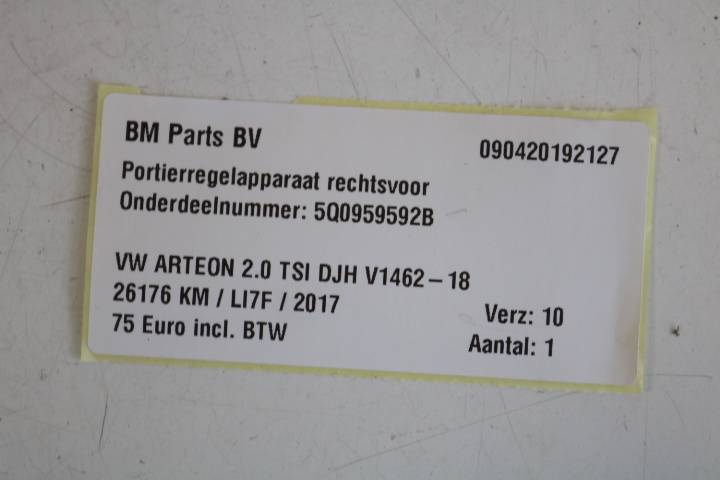 BM Parts BV
090420192127
Portierregelapparaat rechtsvoor
Onderdeelnummer: 5Q0959592B
VW ARTEON 2.0 TSI DJH V1462-18
26176 KM / LI7F / 2017
Verz: 10
75 Euro incl. BTW
Aantal: 1